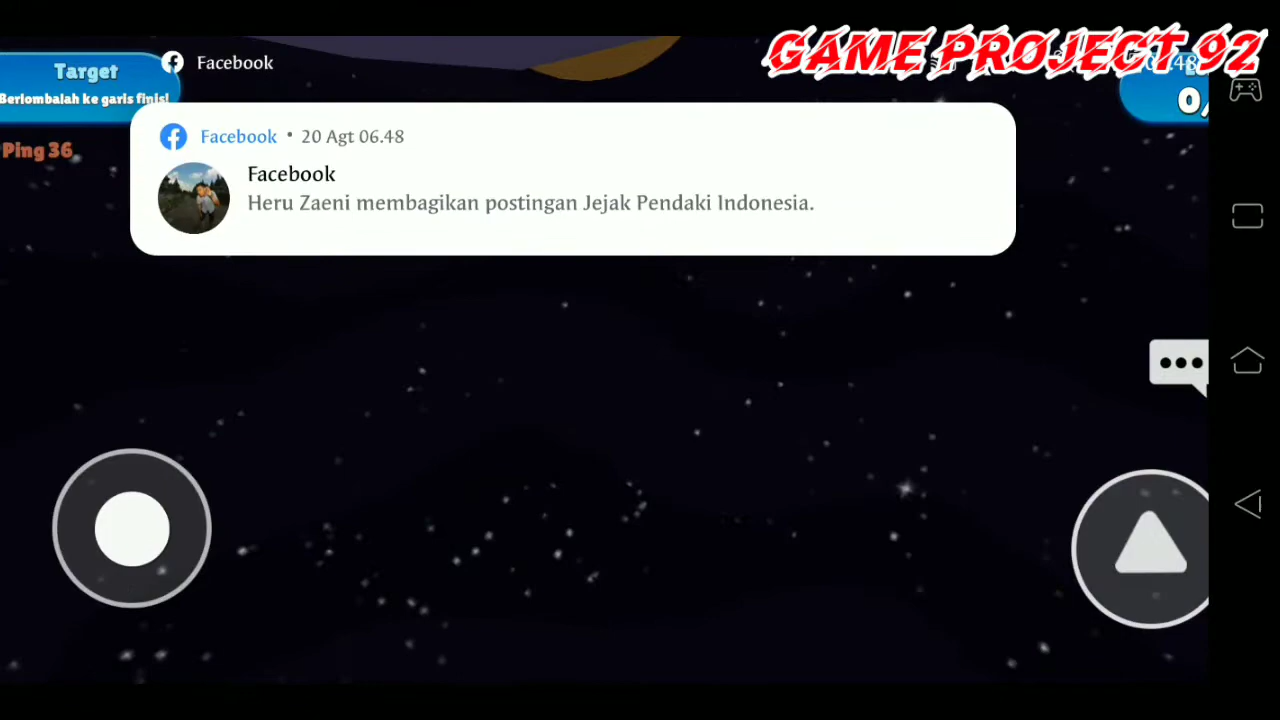 GAME PROJECT 92
Facebook
Target
Berlombalah ke garis finis!
0/
Facebook • 20 Agt 06.48
Ping 36
Facebook
Heru Zaeni membagikan postingan Jejak Pendaki Indonesia.